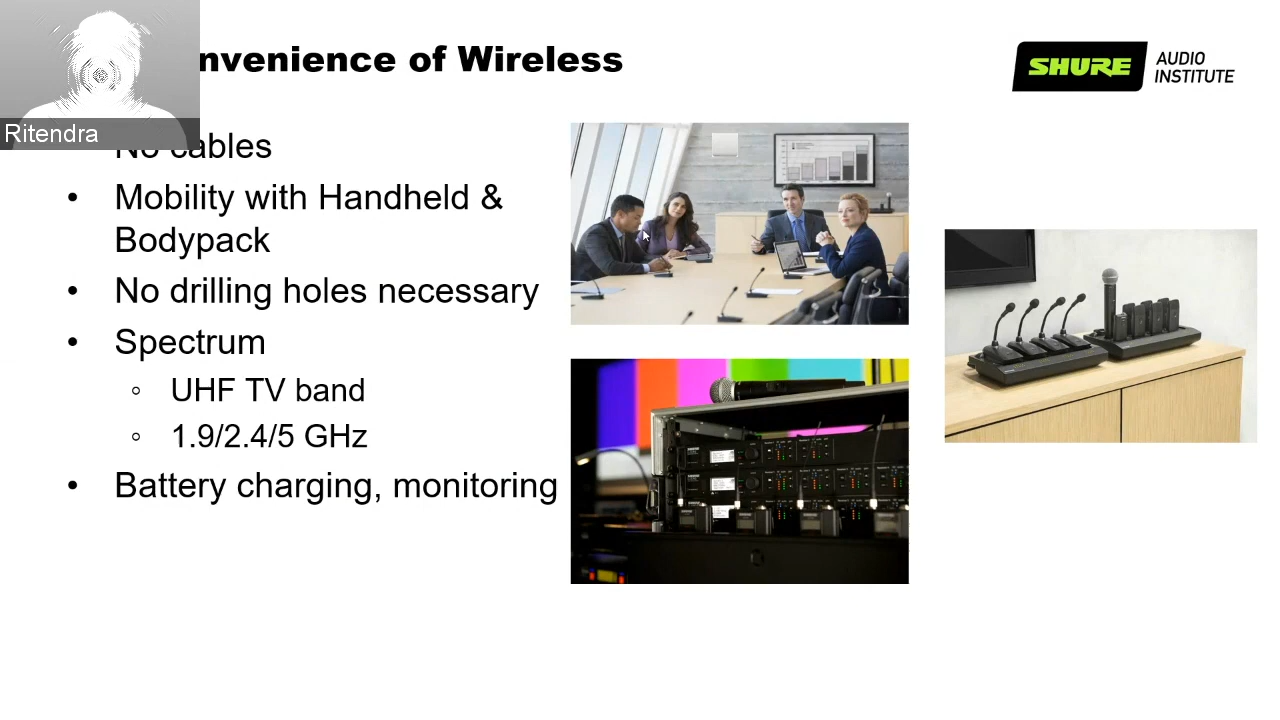 nvenience of Wireless
SHURE AUDIO
INSTITUTE
Ritendra
No cables
• Mobility with Handheld &
Bodypack
• No drilling holes necessary
• Spectrum
◦ UHF TV band
◦ 1.9/2.4/5 GHz
• Battery charging, monitoring